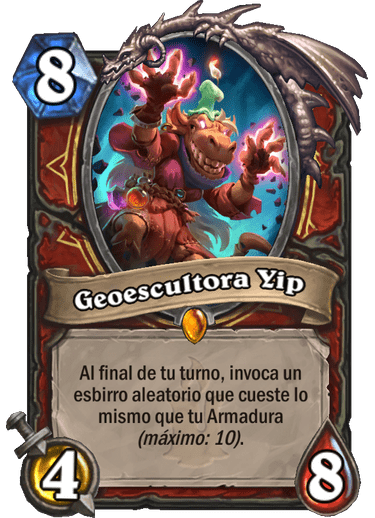 8
Geoescultora Yip
Al final de tu turno, invoca un
esbirro aleatorio que cueste lo
mismo que tu Armadura
(máximo: 10).
4
8